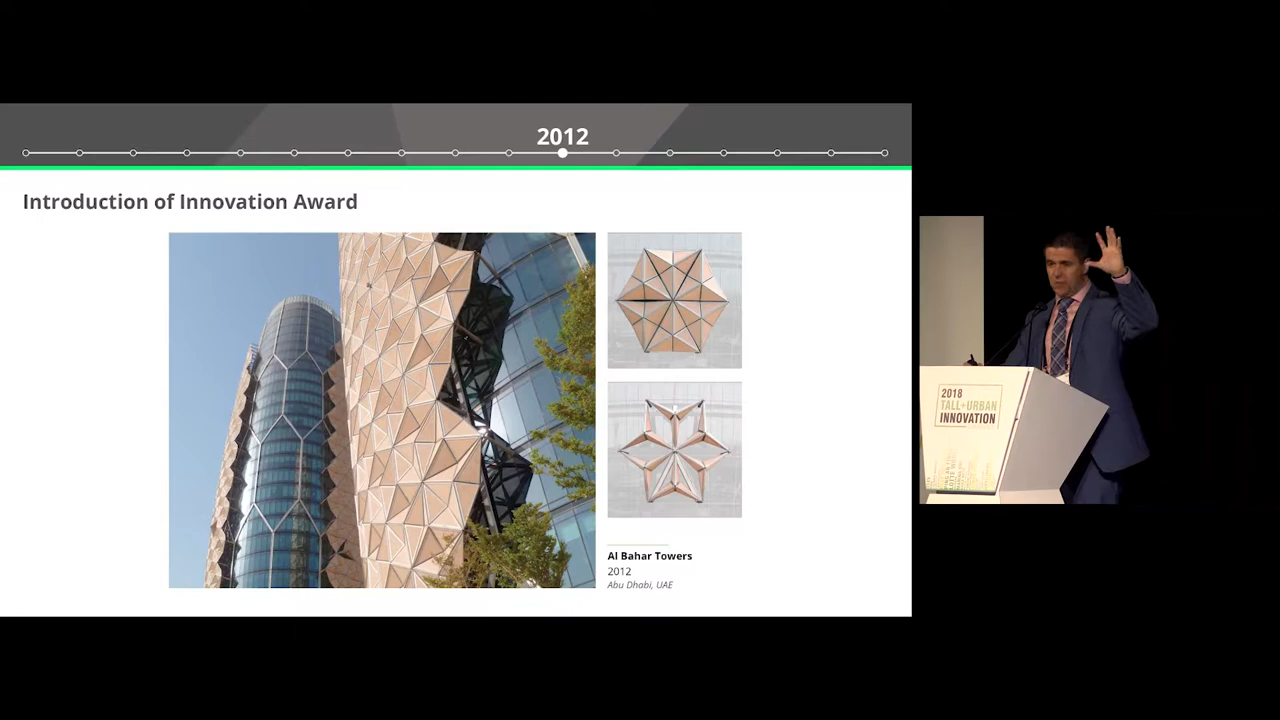 2012
Introduction of Innovation Award
Al Bahar Towers
2012
Abu Dhabi, UAE
2018
TALL+URBAN
INNOVATION